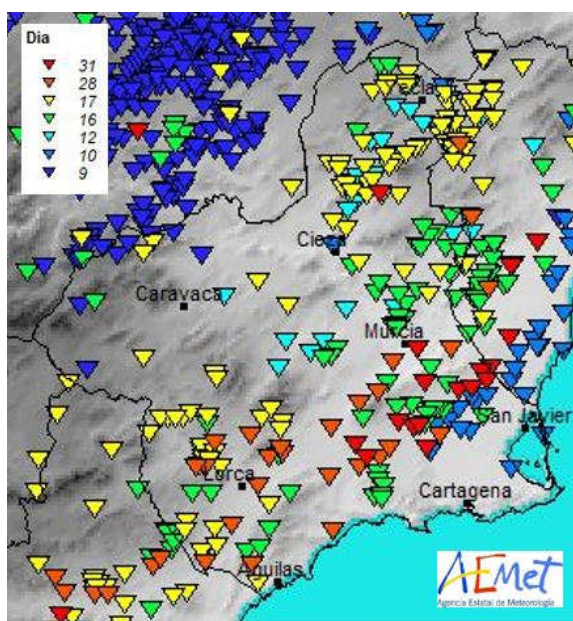 Dia
31
28
17
16
12
10
9
Yecla
Cieza
Caravaca
Murcia
San Javier
Lorca
Cartagena
Aguilas
AEMet
Agencia Estatal de Meteorología